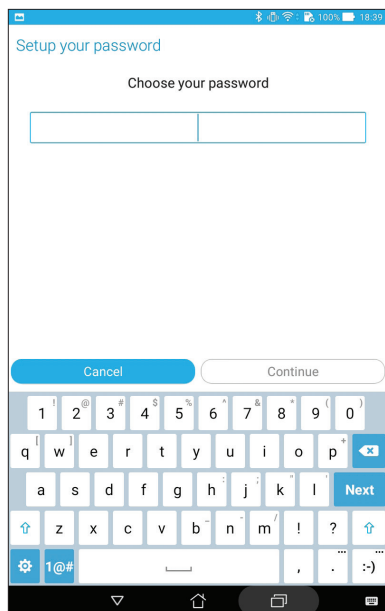 100% 18:39
Setup your password
Choose your password
Cancel Continue
! @ # $ % ^ & * ( )
1 2 3 4 5 6 7 8 9 0
[ ] +
q w e r t y u i o p
: ; " '
a s d f g h j k l Next
_ - /
z x c v b n m ! ?
1@# , . :-)